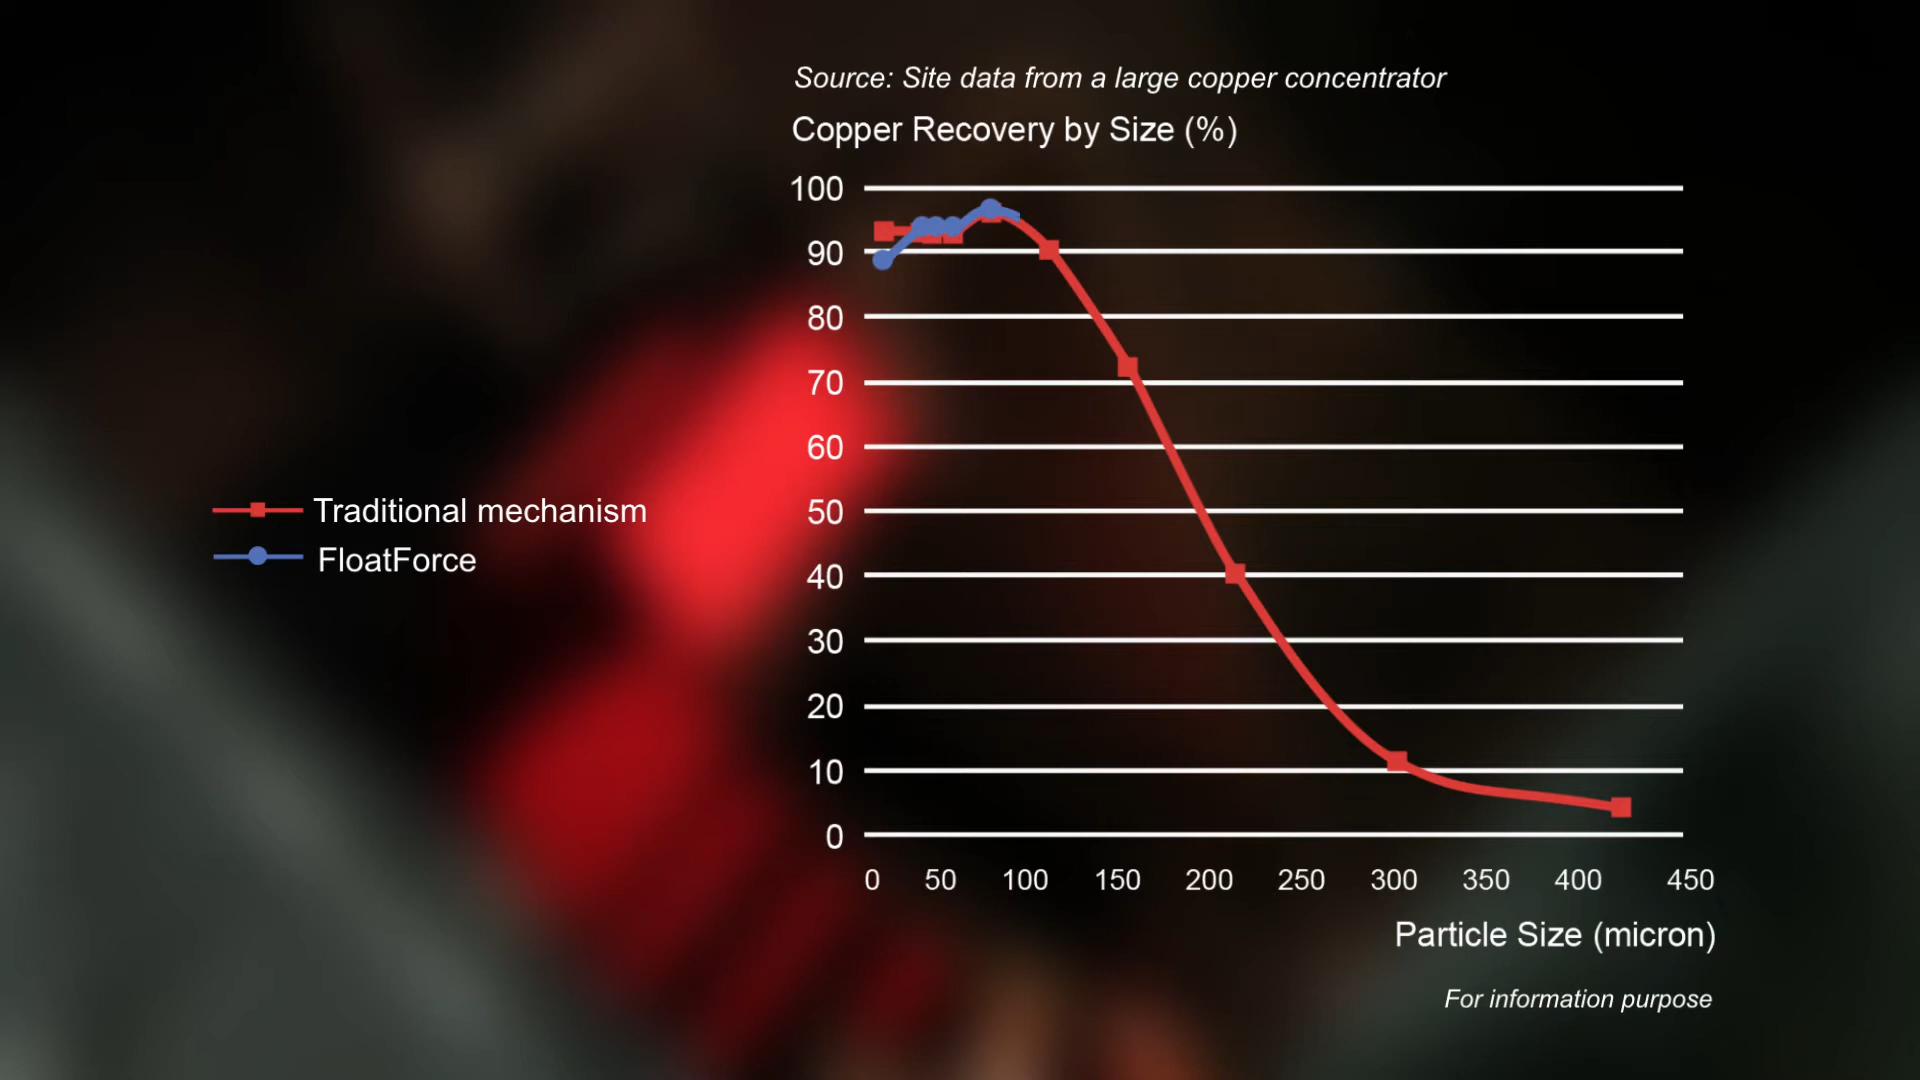 Source: Site data from a large copper concentrator
Copper Recovery by Size (%)
100
90
80
70
60
50
40
30
20
10
0
Traditional mechanism
FloatForce
0 50 100 150 200 250 300 350 400 450
Particle Size (micron)
For information purpose